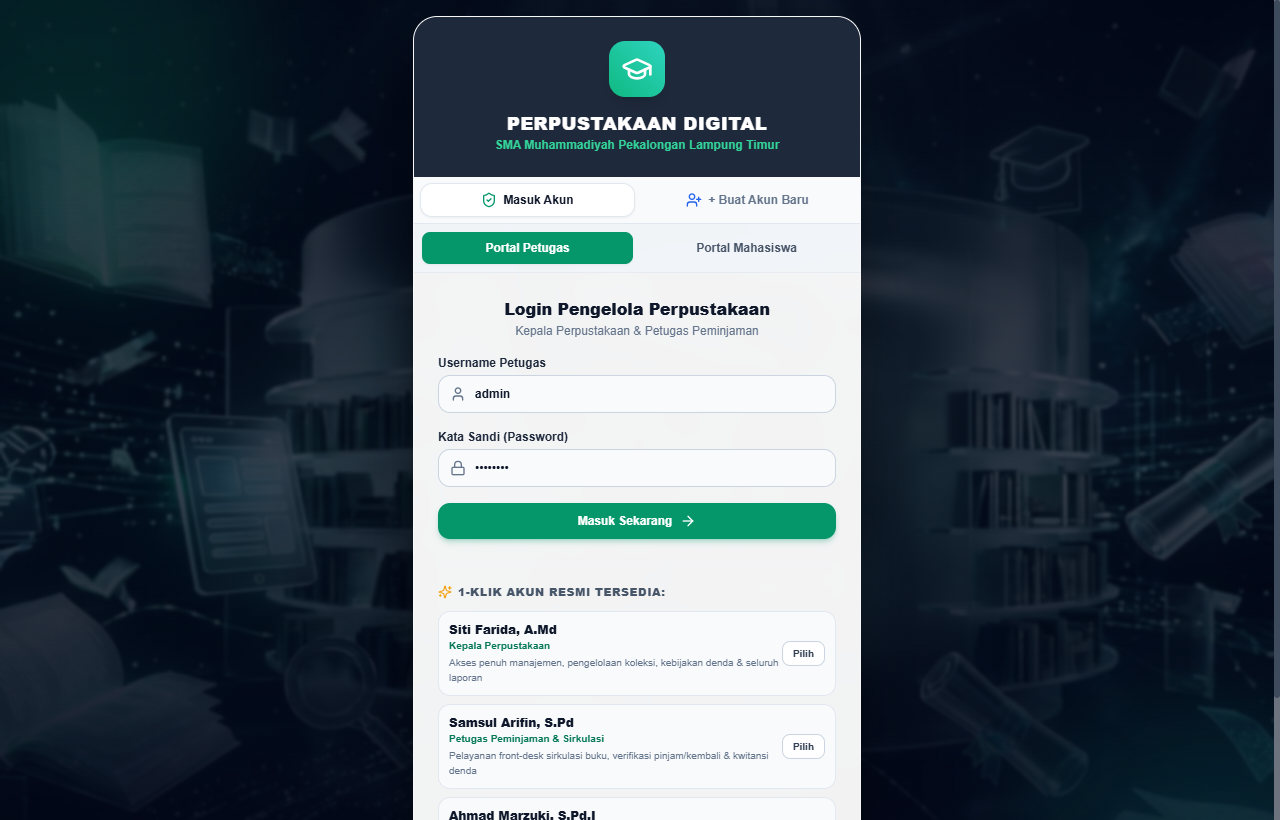 PERPUSTAKAAN DIGITAL
SMA Muhammadiyah Pekalongan Lampung Timur
Masuk Akun
+ Buat Akun Baru
Portal Petugas
Portal Mahasiswa
Login Pengelola Perpustakaan
Kepala Perpustakaan & Petugas Peminjaman
Username Petugas
admin
Kata Sandi (Password)
••••••••
Masuk Sekarang
1-KLIK AKUN RESMI TERSEDIA:
Siti Farida, A.Md
Kepala Perpustakaan
Akses penuh manajemen, pengelolaan koleksi, kebijakan denda & seluruh
laporan
Pilih
Samsul Arifin, S.Pd
Petugas Peminjaman & Sirkulasi
Pelayanan front-desk sirkulasi buku, verifikasi pinjam/kembali & kwitansi
denda
Pilih
Ahmad Marzuki, S.Pd.I